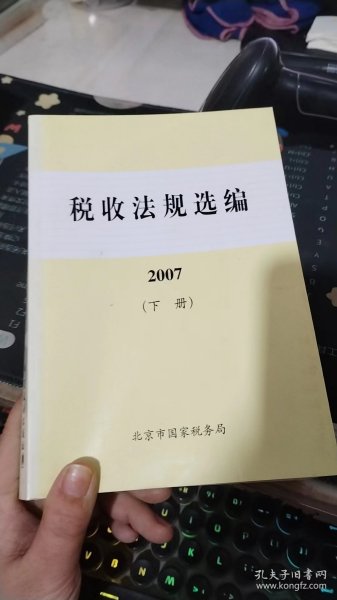 税收法规选编
2007
(下 册)
北京市国家税务局
孔夫子旧书网
www.kongfz.com